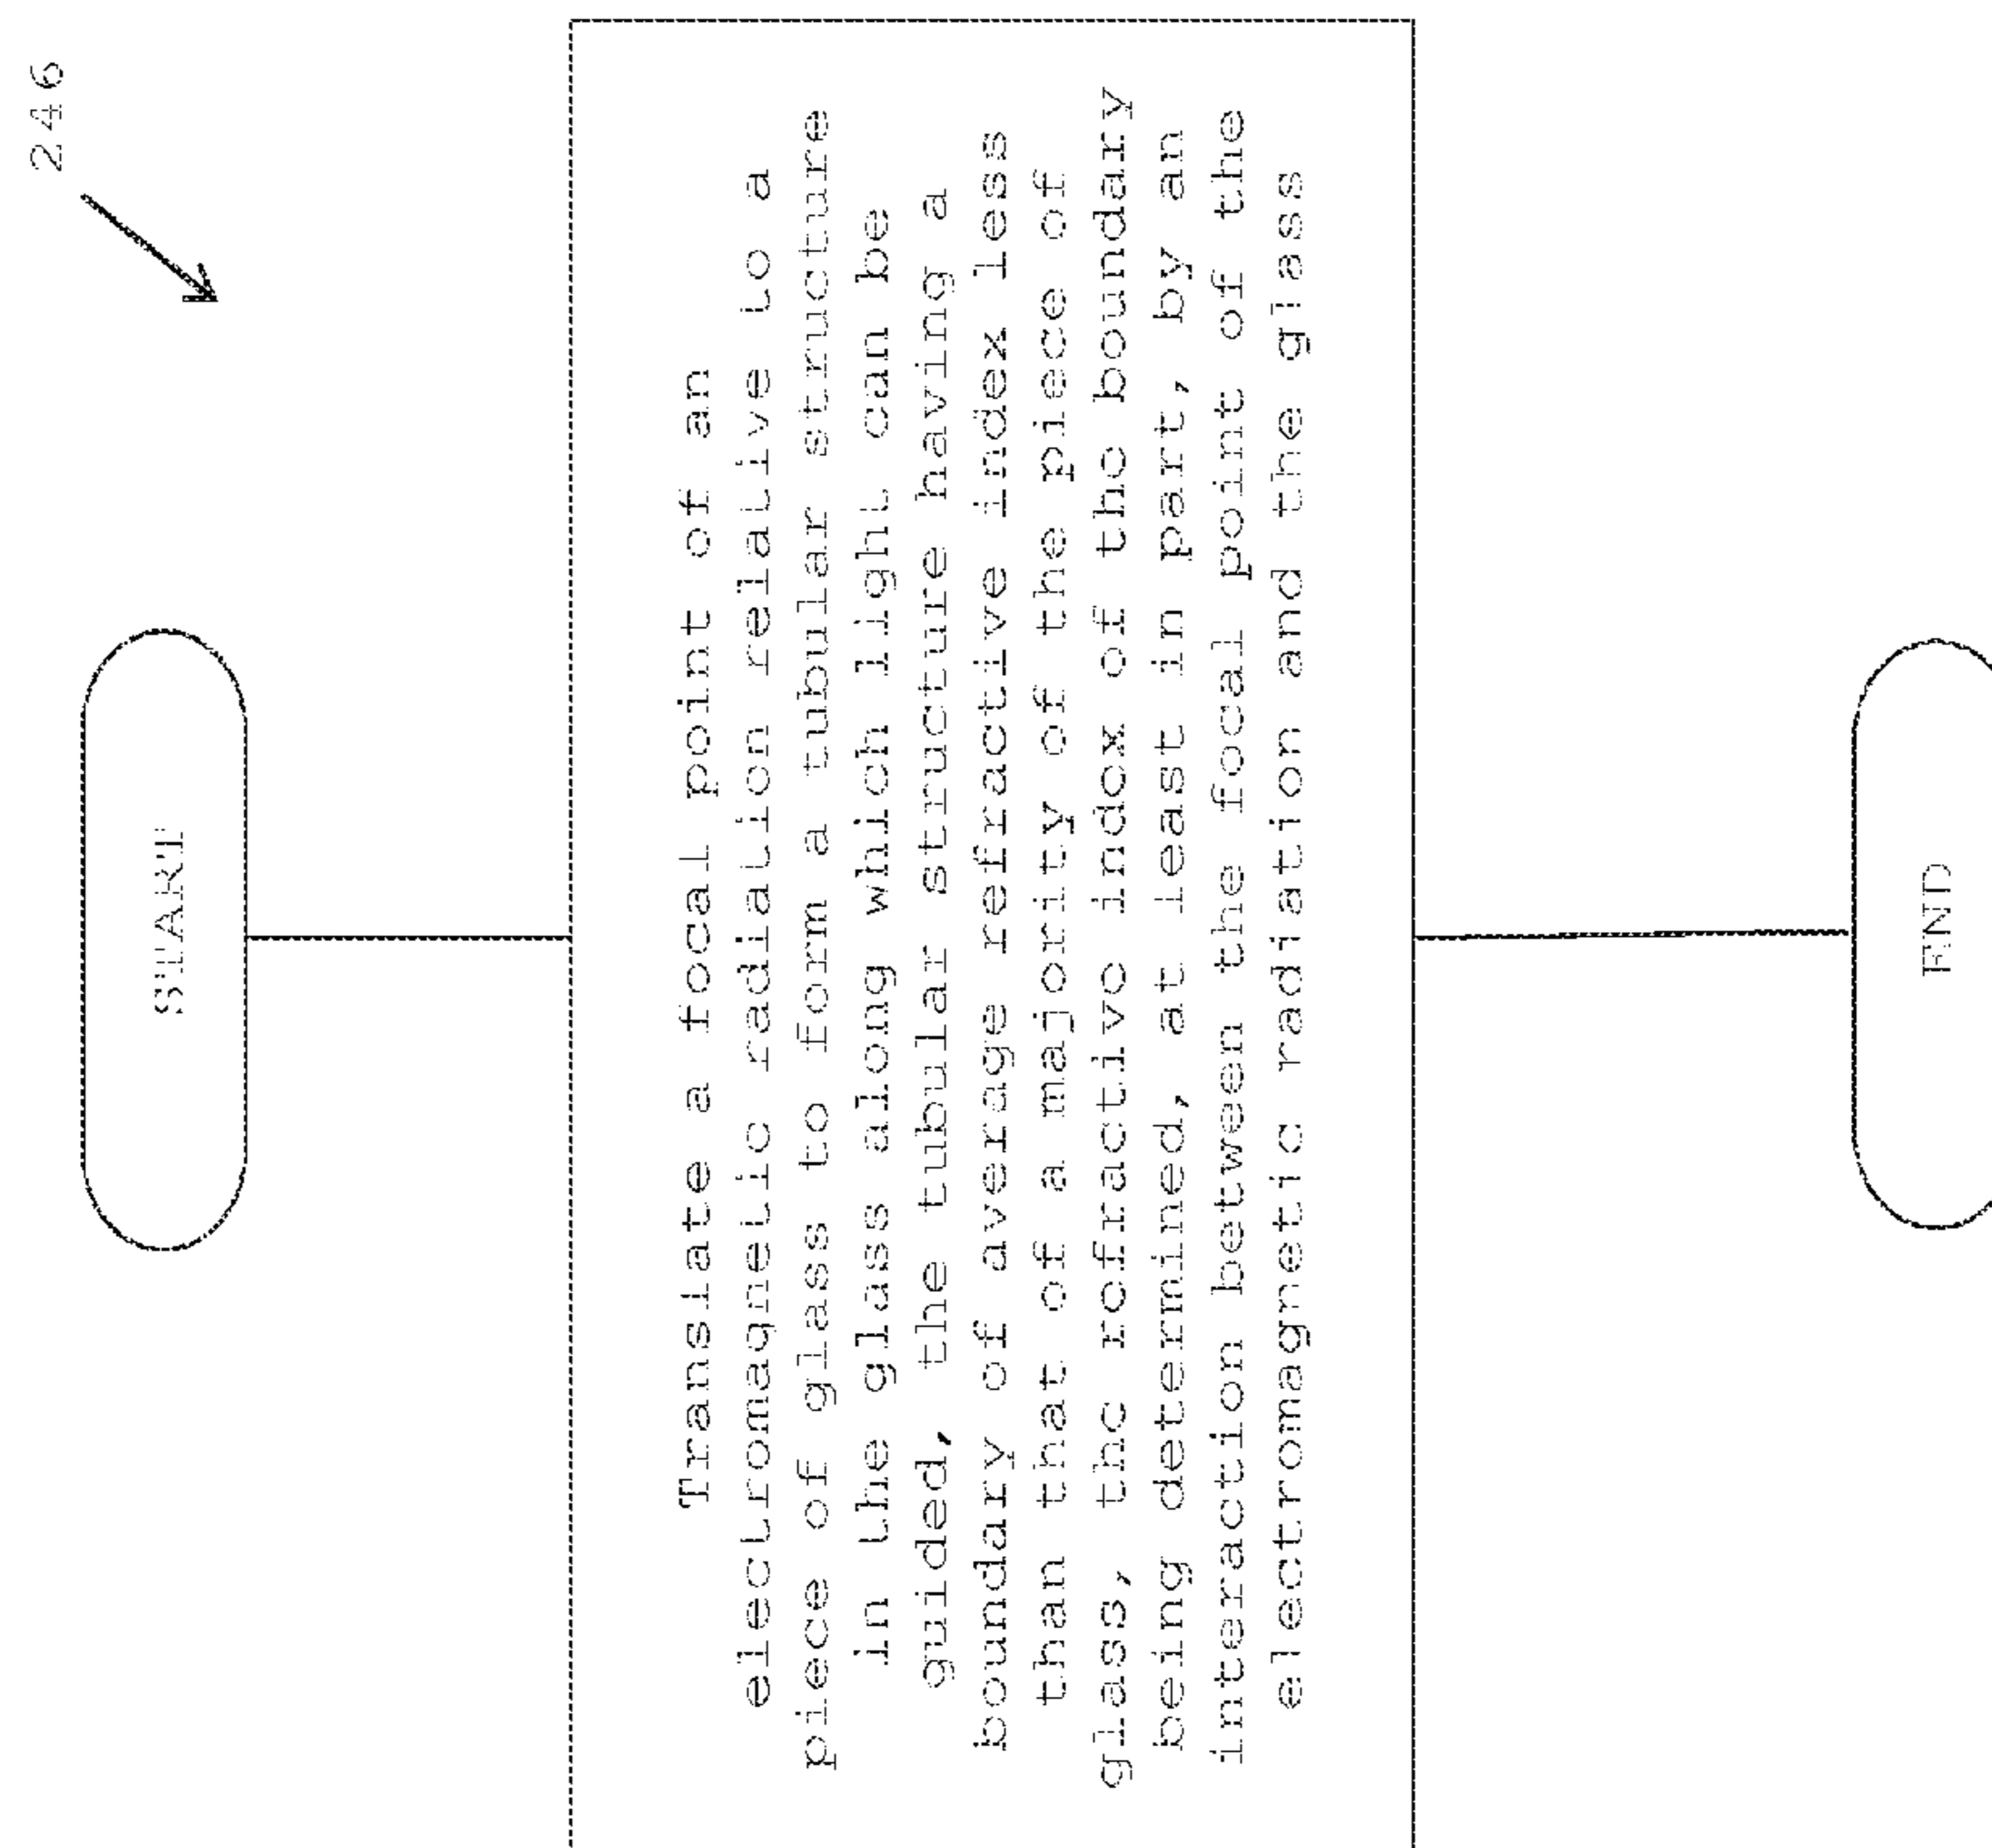 246
START
Translate a focal point of an
electromagnetic radiation relative to a
piece of glass to form a tubular structure
in the glass along which light can be
guided, the tubular structure having a
boundary of average refractive index less
than that of a majority of the piece of
glass, the refractive index of the boundary
being determined, at least in part, by an
interaction between the focal point of the
electromagnetic radiation and the glass
END